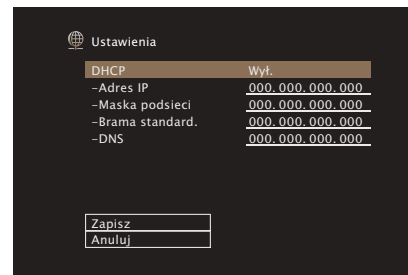 Ustawienia
DHCP Wył.
–Adres IP 000. 000. 000. 000
–Maska podsieci 000. 000. 000. 000
–Brama standard. 000. 000. 000. 000
–DNS 000. 000. 000. 000
Zapisz
Anuluj